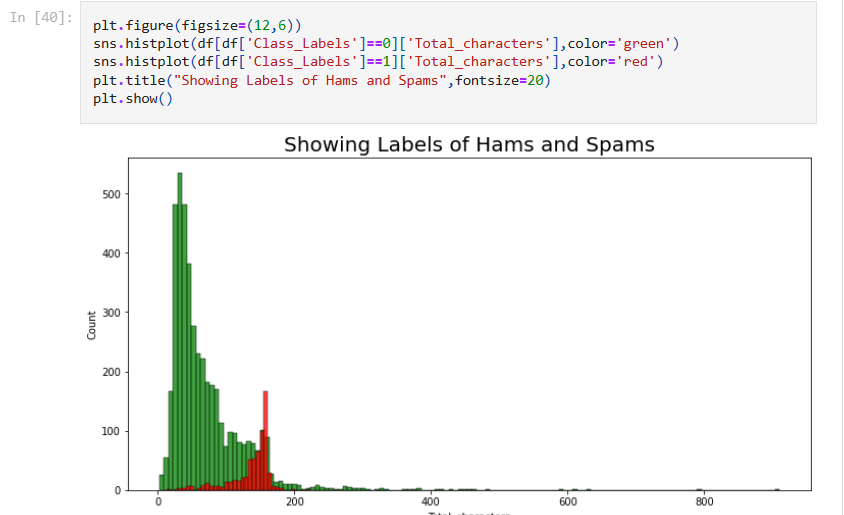 In [40]:
plt.figure(figsize=(12,6))
sns.histplot(df[df['Class_Labels']==0]['Total_characters'],color='green')
sns.histplot(df[df['Class_Labels']==1]['Total_characters'],color='red')
plt.title("Showing Labels of Hams and Spams",fontsize=20)
plt.show()
Showing Labels of Hams and Spams
500
400
300
200
100
0
Count
0 200 400 600 800
Total_characters